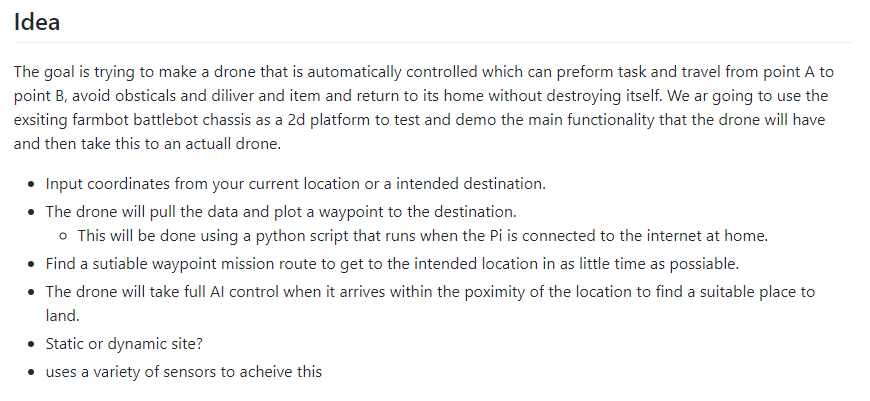 Idea
The goal is trying to make a drone that is automatically controlled which can preform task and travel from point A to
point B, avoid obsticals and diliver and item and return to its home without destroying itself. We ar going to use the
exsiting farmbot battlebot chassis as a 2d platform to test and demo the main functionality that the drone will have
and then take this to an actuall drone.
• Input coordinates from your current location or a intended destination.
• The drone will pull the data and plot a waypoint to the destination.
◦ This will be done using a python script that runs when the Pi is connected to the internet at home.
• Find a sutiable waypoint mission route to get to the intended location in as little time as possiable.
• The drone will take full AI control when it arrives within the poximity of the location to find a suitable place to
land.
• Static or dynamic site?
• uses a variety of sensors to acheive this